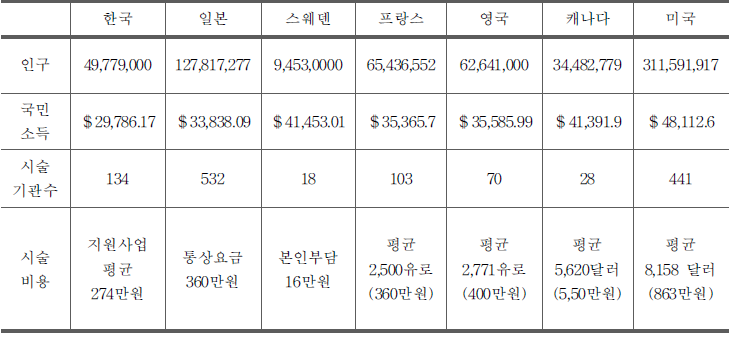 한국 일본 스웨덴 프랑스 영국 캐나다 미국
인구 49,779,000 127,817,277 9,453,0000 65,436,552 62,641,000 34,482,779 311,591,917
국민
소득 $ 29,786.17 $ 33,838.09 $ 41,453.01 $ 35,365.7 $ 35,585.99 $ 41,391.9 $ 48,112.6
시술
기관수 134 532 18 103 70 28 441
시술
비용
지원사업
평균
274만원
통상요금
360만원
본인부담
16만원
평균
2,500유로
(360만원)
평균
2,771유로
(400만원)
평균
5,620달러
(5,50만원)
평균
8,158 달러
(863만원)